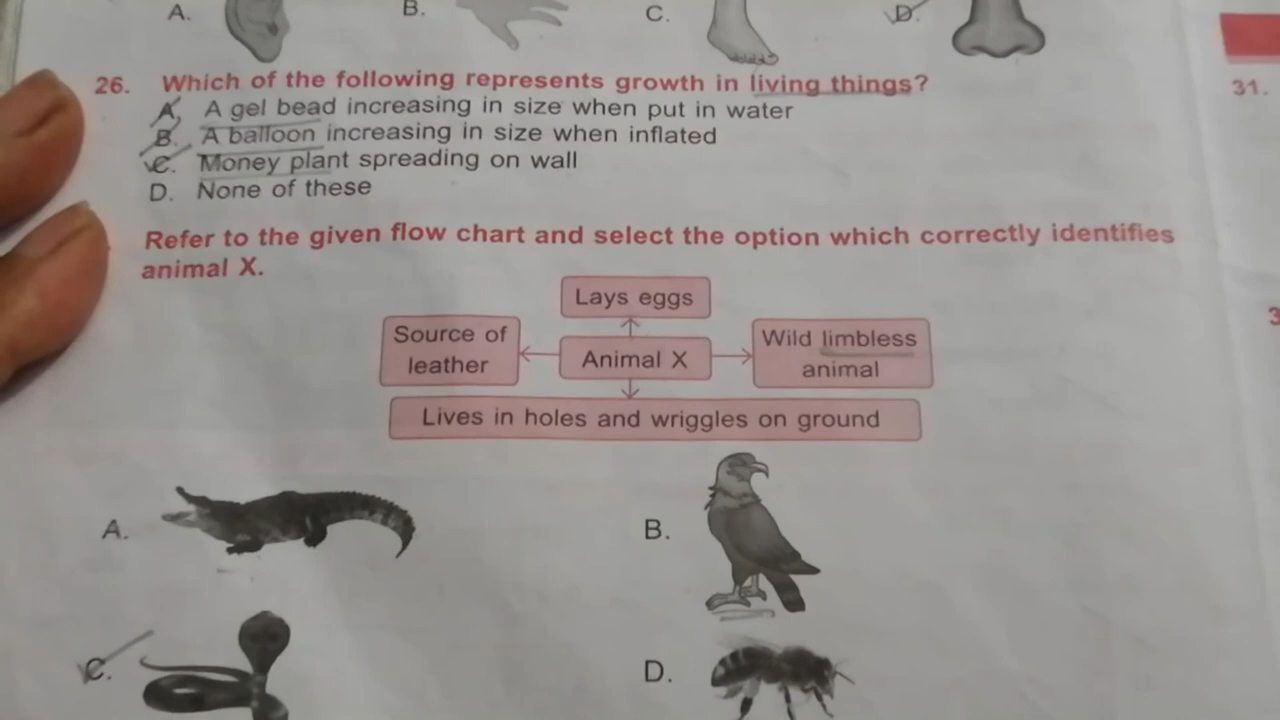 A. B. C. D.
26. Which of the following represents growth in living things?
A. A gel bead increasing in size when put in water
B. A balloon increasing in size when inflated
C. Money plant spreading on wall
D. None of these
Refer to the given flow chart and select the option which correctly identifies
animal X.
Lays eggs
Source of
leather
Animal X
Wild limbless
animal
Lives in holes and wriggles on ground
A. B.
C. D.
31.
3